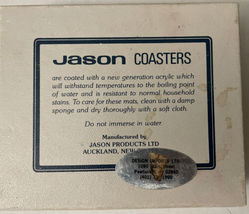 Jason COASTERS
are coated with a new generation acrylic which
will withstand temperatures to the boiling point
of water and is resistant to normal household
stains. To care for these mats, clean with a damp
sponge and dry thoroughly with a soft cloth.
Do not immerse in water.
Manufactured by
JASON PRODUCTS LTD
AUCKLAND, NEW
DESIGN IMPORTS LTD